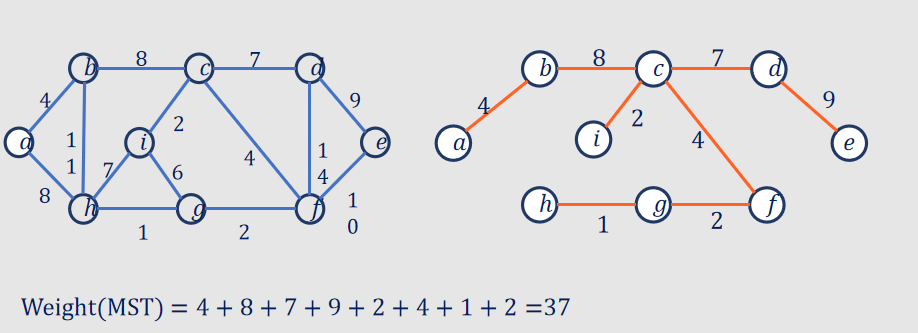 b 8 c 7 d
4 9
a 1 1 i 2 1 4 e
8 7 6 4 1 0
h 1 g 2 f
b 8 c 7 d
4 2 9
a i 4 e
h 1 g 2 f
Weight(MST) = 4 + 8 + 7 + 9 + 2 + 4 + 1 + 2 =37